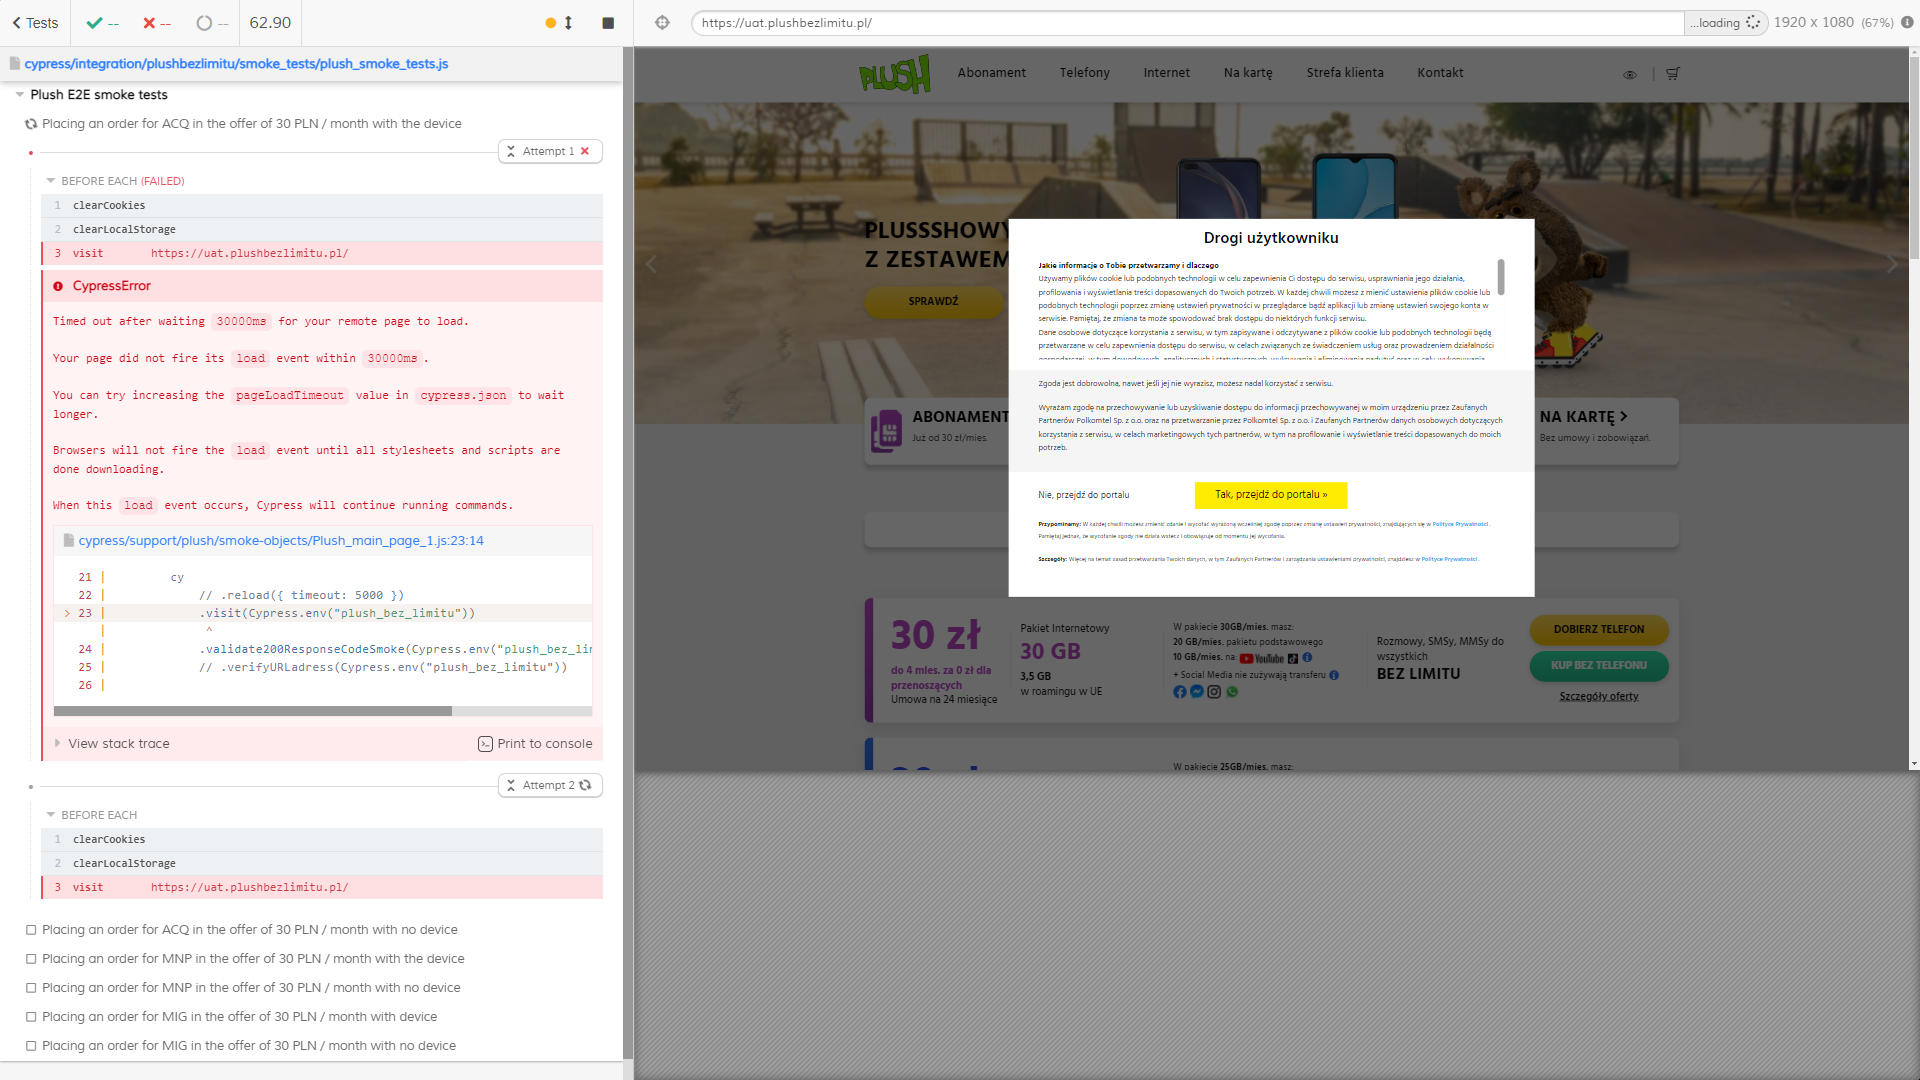 Tests
--
--
--
62.90
https://uat.plushbezlimitu.pl/
...loading
1920 x 1080 (67%)
cypress/integration/plushbezlimitu/smoke_tests/plush_smoke_tests.js
Plush E2E smoke tests
Placing an order for ACQ in the offer of 30 PLN / month with the device
Attempt 1
BEFORE EACH (FAILED)
1 clearCookies
2 clearLocalStorage
3 visit https://uat.plushbezlimitu.pl/
CypressError
Timed out after waiting 30000ms for your remote page to load.
Your page did not fire its load event within 30000ms.
You can try increasing the pageLoadTimeout value in cypress.json to wait
longer.
Browsers will not fire the load event until all stylesheets and scripts are
done downloading.
When this load event occurs, Cypress will continue running commands.
cypress/support/plush/smoke-objects/Plush_main_page_1.js:23:14
21 | cy
22 | // .reload({ timeout: 5000 })
> 23 | .visit(Cypress.env("plush_bez_limitu"))
| ^
24 | .validate200ResponseCodeSmoke(Cypress.env("plush_bez_lim
25 | // .verifyURLadress(Cypress.env("plush_bez_limitu"))
26 |
View stack trace
Print to console
Attempt 2
BEFORE EACH
1 clearCookies
2 clearLocalStorage
3 visit https://uat.plushbezlimitu.pl/
Placing an order for ACQ in the offer of 30 PLN / month with no device
Placing an order for MNP in the offer of 30 PLN / month with the device
Placing an order for MNP in the offer of 30 PLN / month with no device
Placing an order for MIG in the offer of 30 PLN / month with device
Placing an order for MIG in the offer of 30 PLN / month with no device
PLUSH
Abonament Telefony Internet Na kartę Strefa klienta Kontakt
PLUSSSHOWY
Z ZESTAWEM
SPRAWDŹ
Drogi użytkowniku
Jakie informacje o Tobie przetwarzamy i dlaczego
Używamy plików cookie lub podobnych technologii w celu zapewnienia Ci dostępu do serwisu, usprawniania jego działania,
profilowania i wyświetlania treści dopasowanych do Twoich potrzeb. W każdej chwili możesz z mienić ustawienia plików cookie lub
podobnych technologii poprzez zmianę ustawień prywatności w przeglądarce bądź aplikacji lub zmianę ustawień swojego konta w
serwisie. Pamiętaj, że zmiana ta może spowodować brak dostępu do niektórych funkcji serwisu.
Dane osobowe dotyczące korzystania z serwisu, w tym zapisywane i odczytywane z plików cookie lub podobnych technologii będą
przetwarzane w celu zapewnienia dostępu do serwisu, w celach związanych ze świadczeniem usług oraz prowadzeniem działalności
gospodarczej, w tym dowodowych, analitycznych i statystycznych, wykrywania i eliminowania nadużyć oraz w celu wykonywania
Zgoda jest dobrowolna, nawet jeśli jej nie wyrazisz, możesz nadal korzystać z serwisu.
Wyrażam zgodę na przechowywanie lub uzyskiwanie dostępu do informacji przechowywanej w moim urządzeniu przez Zaufanych
Partnerów Polkomtel Sp. z o.o. oraz na przetwarzanie przez Polkomtel Sp. z o.o. i Zaufanych Partnerów danych osobowych dotyczących
korzystania z serwisu, w celach marketingowych tych partnerów, w tym na profilowanie i wyświetlanie treści dopasowanych do moich
potrzeb.
Nie, przejdź do portalu
Tak, przejdź do portalu »
Przypominamy: W każdej chwili możesz zmienić zdanie i wycofać wyrażoną wcześniej zgodę poprzez zmianę ustawień prywatności, znajdujących się w Polityce Prywatności .
Pamiętaj jednak, że wycofanie zgody nie działa wstecz i obowiązuje od momentu jej wycofania.
Szczegóły: Więcej na temat zasad przetwarzania Twoich danych, w tym Zaufanych Partnerów i zarządzania ustawieniami prywatności, znajdziesz w Polityce Prywatności .
ABONAMENT
Już od 30 zł/mies.
NA KARTĘ
Bez umowy i zobowiązań.
30 zł
do 4 mies. za 0 zł dla
przenoszących
Umowa na 24 miesiące
Pakiet Internetowy
30 GB
3,5 GB
w roamingu w UE
W pakiecie 30GB/mies. masz:
20 GB/mies. pakietu podstawowego
10 GB/mies. na: YouTube
+ Social Media nie zużywają transferu
Rozmowy, SMSy, MMSy do
wszystkich
BEZ LIMITU
DOBIERZ TELEFON
KUP BEZ TELEFONU
Szczegóły oferty
W pakiecie 25GB/mies. masz: